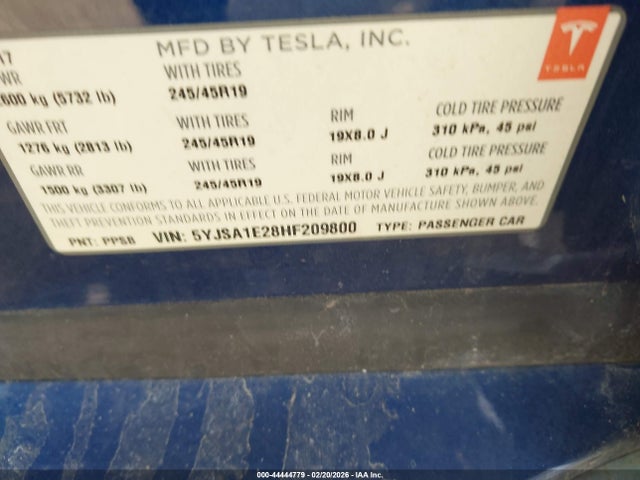 17 MFD BY TESLA, INC. TESLA
WR WITH TIRES
600 kg (5732 lb) 245/45R19
GAWR FRT WITH TIRES RIM COLD TIRE PRESSURE
1276 kg (2813 lb) 245/45R19 19X8.0 J 310 kPa, 45 psi
GAWR RR WITH TIRES RIM COLD TIRE PRESSURE
1500 kg (3307 lb) 245/45R19 19X8.0 J 310 kPa, 45 psi
THIS VEHICLE CONFORMS TO ALL APPLICABLE U.S. FEDERAL MOTOR VEHICLE SAFETY, BUMPER, AND
THEFT PREVENTION STANDARDS IN EFFECT ON THE DATE OF MANUFACTURE SHOWN ABOVE.
PNT: PPSB VIN: 5YJSA1E28HF209800 TYPE: PASSENGER CAR
000-44444779 - 02/20/2026 - IAAI.COM